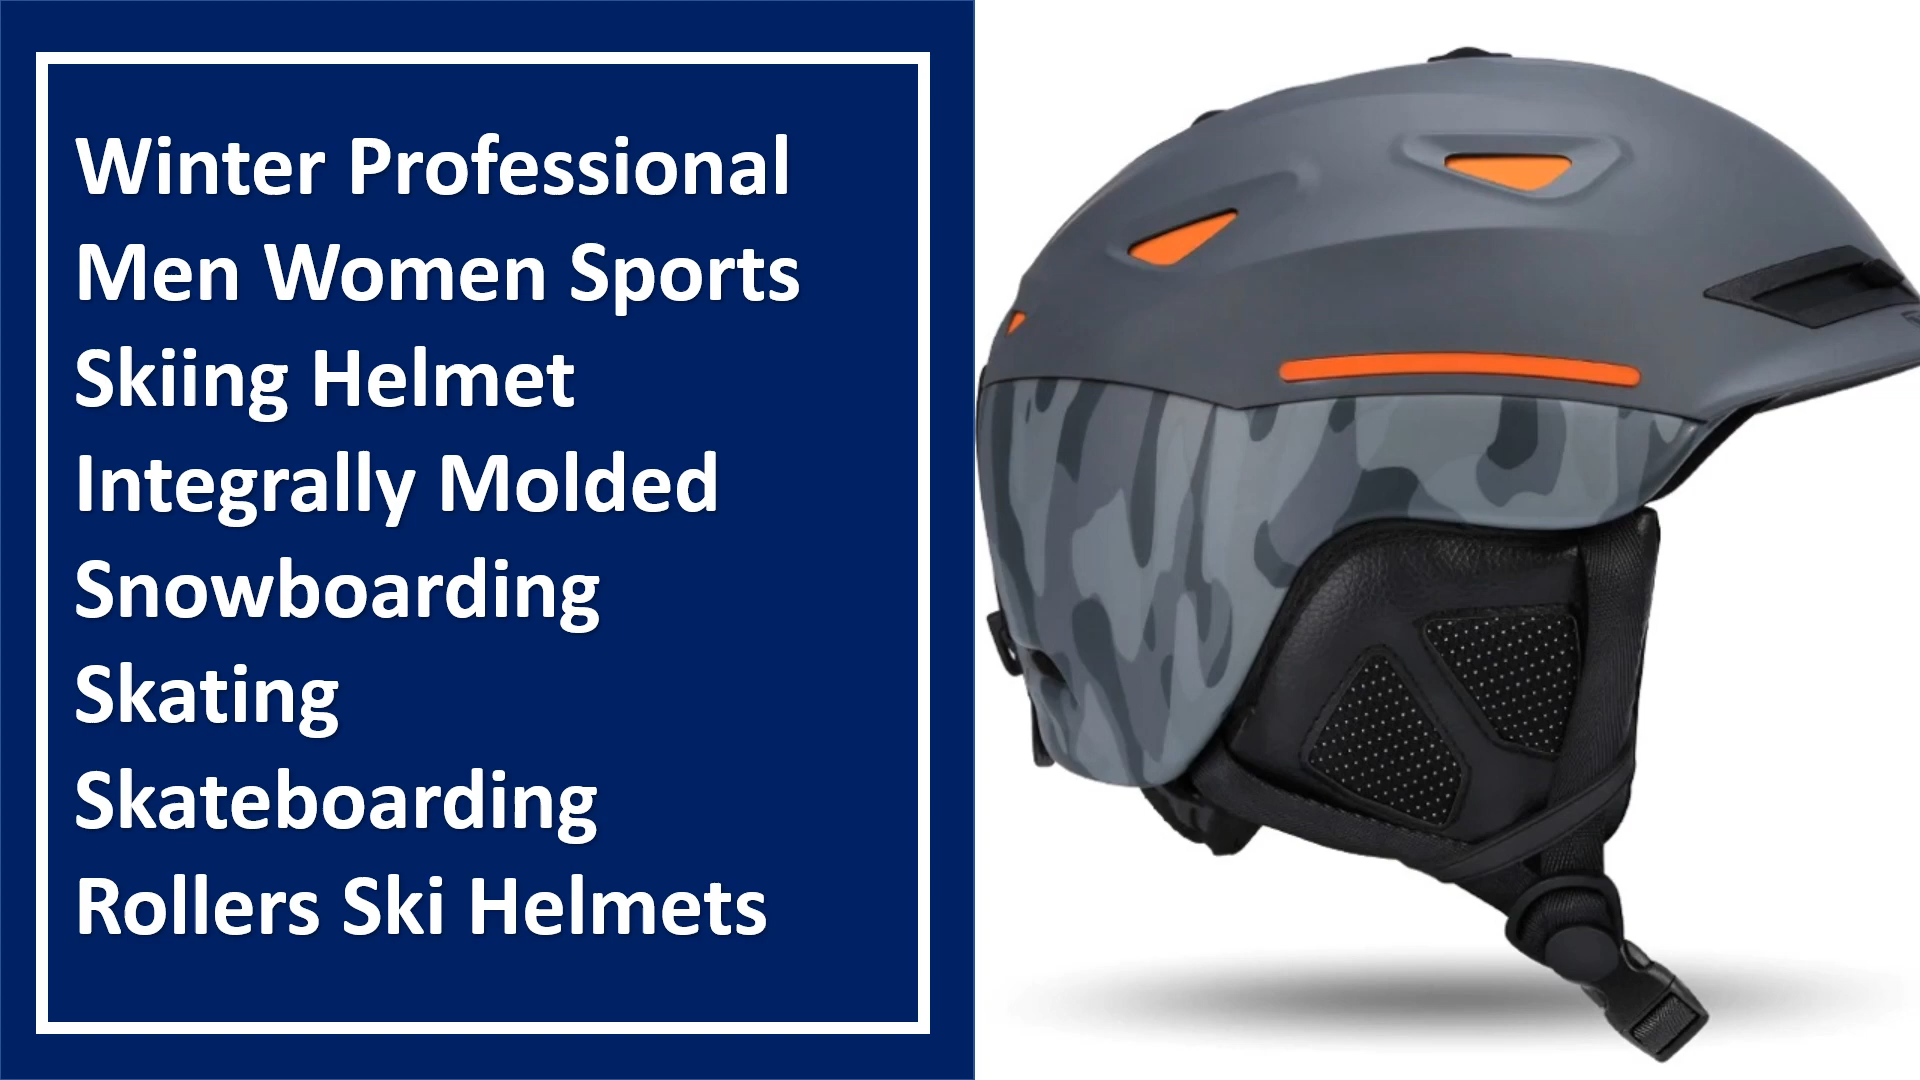 Winter Professional
Men Women Sports
Skiing Helmet
Integrally Molded
Snowboarding
Skating
Skateboarding
Rollers Ski Helmets